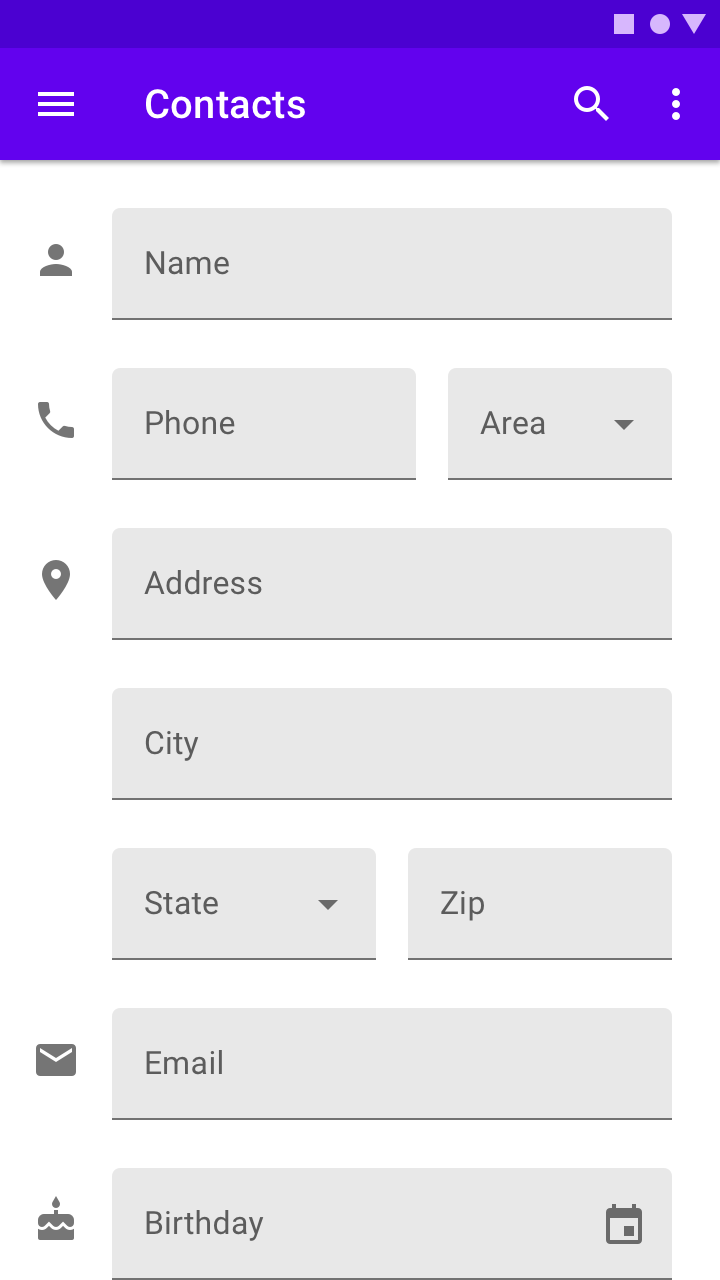 Contacts
Name
Phone
Area
Address
City
State
Zip
Email
Birthday